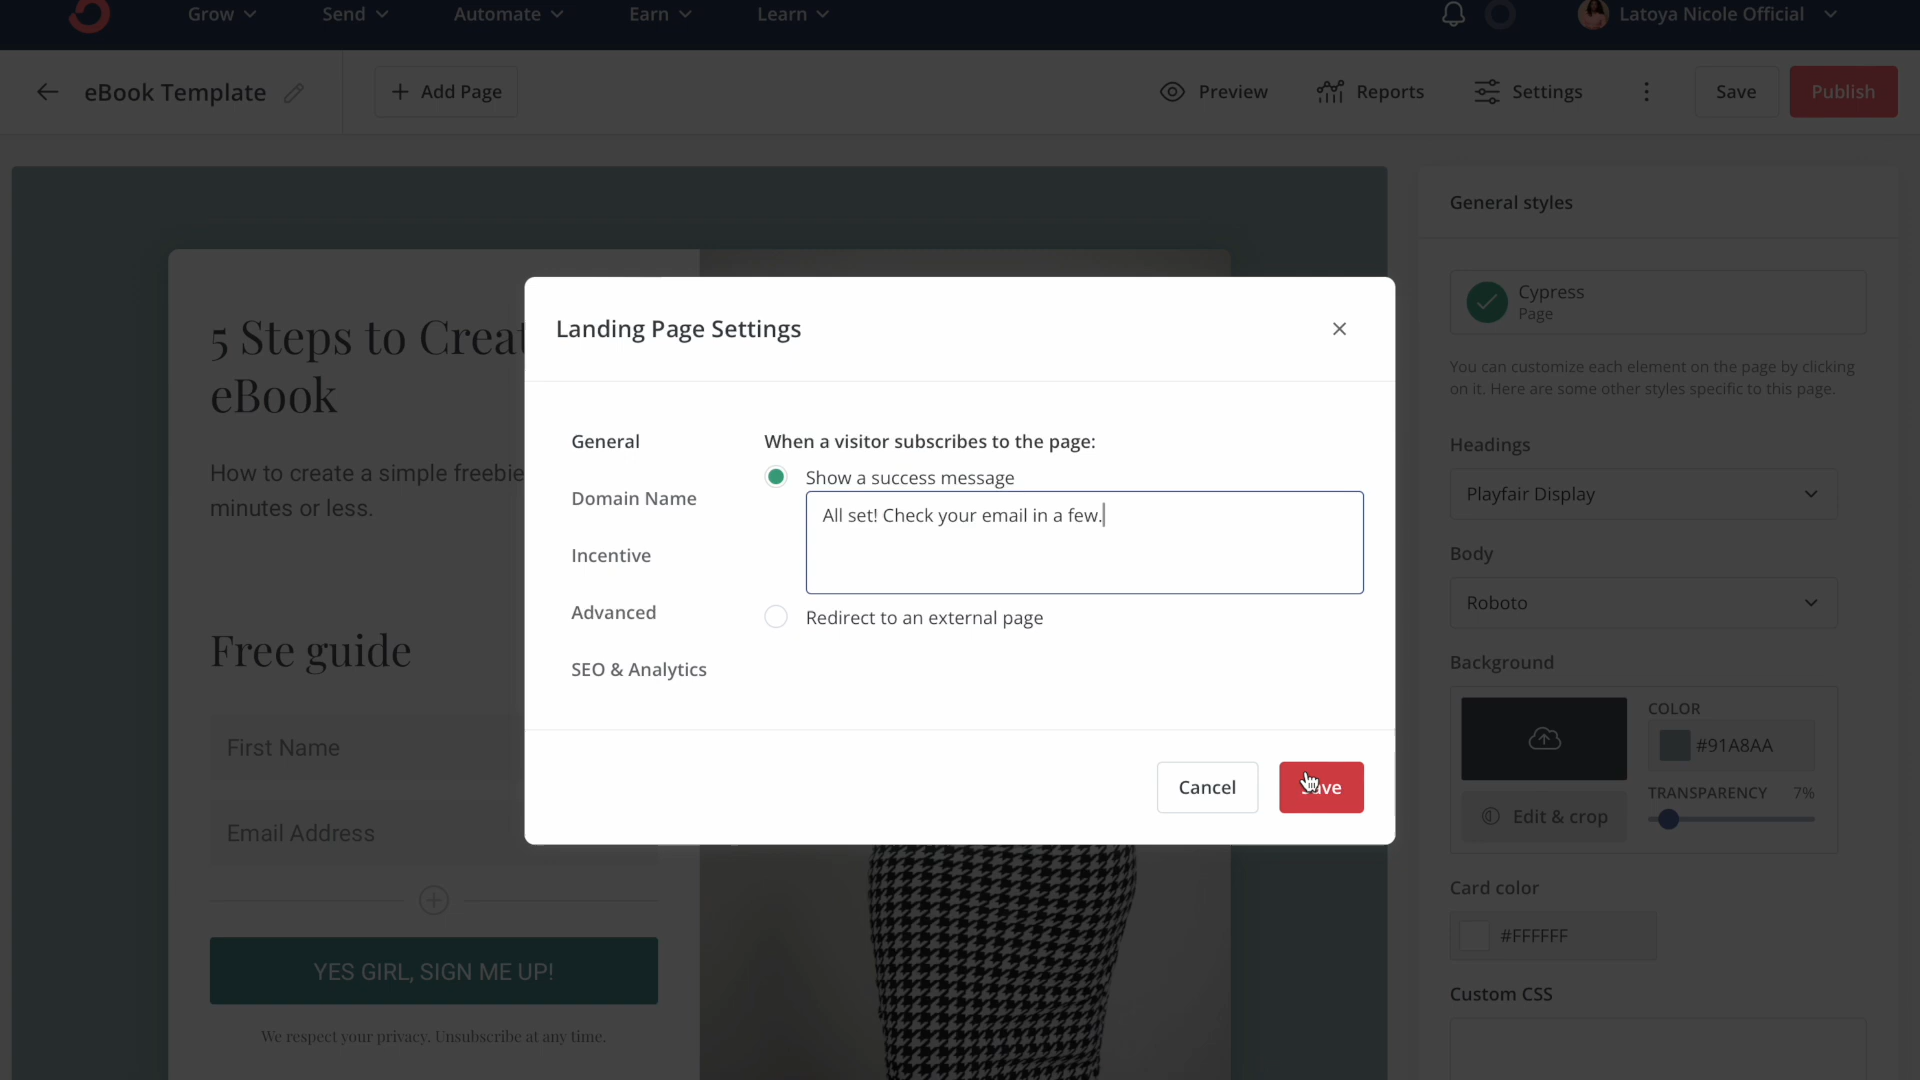 Grow
Send
Automate
Earn
Learn
Latoya Nicole Official
eBook Template
+ Add Page
Preview
Reports
Settings
Save
Publish
5 Steps to Creat
eBook
How to create a simple freebie
minutes or less.
Free guide
First Name
Email Address
YES GIRL, SIGN ME UP!
We respect your privacy. Unsubscribe at any time.
Landing Page Settings
General
Domain Name
Incentive
Advanced
SEO & Analytics
When a visitor subscribes to the page:
Show a success message
All set! Check your email in a few.
Redirect to an external page
Cancel
General styles
Cypress
Page
You can customize each element on the page by clicking
on it. Here are some other styles specific to this page.
Headings
Playfair Display
Body
Roboto
Background
COLOR
#91A8AA
TRANSPARENCY 7%
Edit & crop
Card color
#FFFFFF
Custom CSS